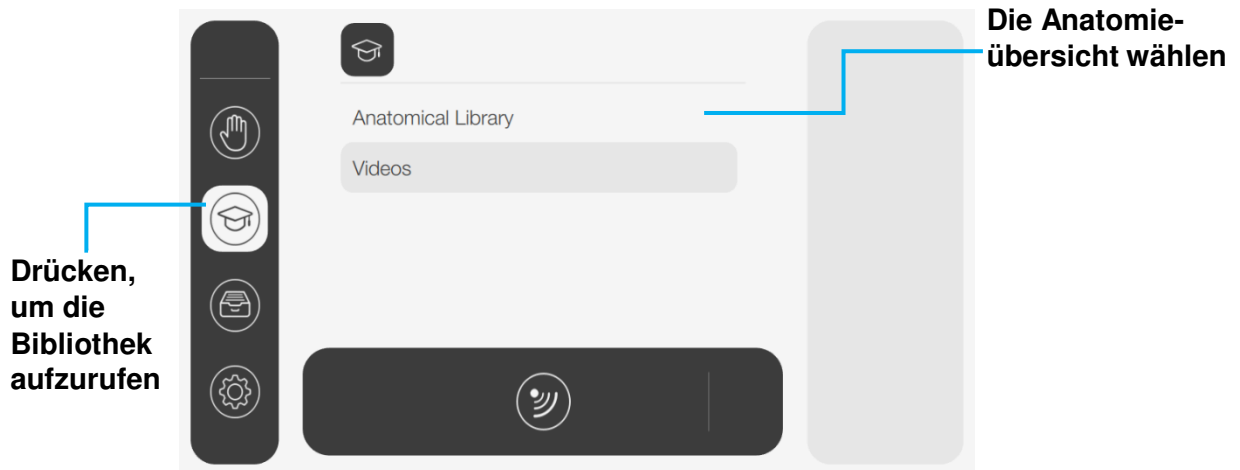 Die Anatomie-
übersicht wählen
Anatomical Library
Videos
Drücken,
um die
Bibliothek
aufzurufen